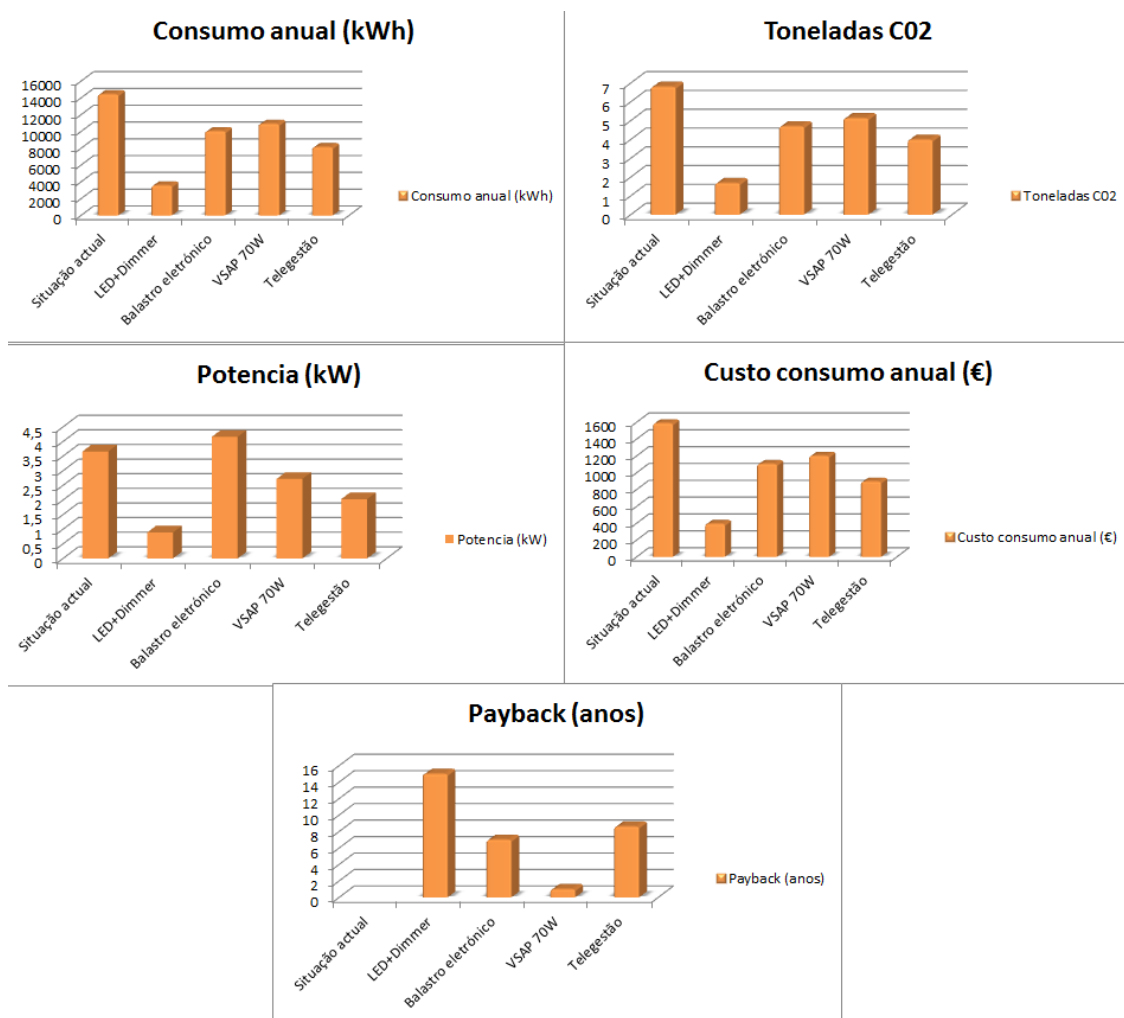 Consumo anual (kWh)
16000
14000
12000
10000
8000
6000
4000
2000
0
Situação actual
LED+Dimmer
Balastro eletrónico
VSAP 70W
Telegestão
Consumo anual (kWh)
Toneladas C02
7
6
5
4
3
2
1
0
Situação actual
LED+Dimmer
Balastro eletrónico
VSAP 70W
Telegestão
Toneladas C02
Potencia (kW)
4,5
4
3,5
3
2,5
2
1,5
1
0,5
0
Situação actual
LED+Dimmer
Balastro eletrónico
VSAP 70W
Telegestão
Potencia (kW)
Custo consumo anual (€)
1600
1400
1200
1000
800
600
400
200
0
Situação actual
LED+Dimmer
Balastro eletrónico
VSAP 70W
Telegestão
Custo consumo anual (€)
Payback (anos)
16
14
12
10
8
6
4
2
0
Situação actual
LED+Dimmer
Balastro eletrónico
VSAP 70W
Telegestão
Payback (anos)